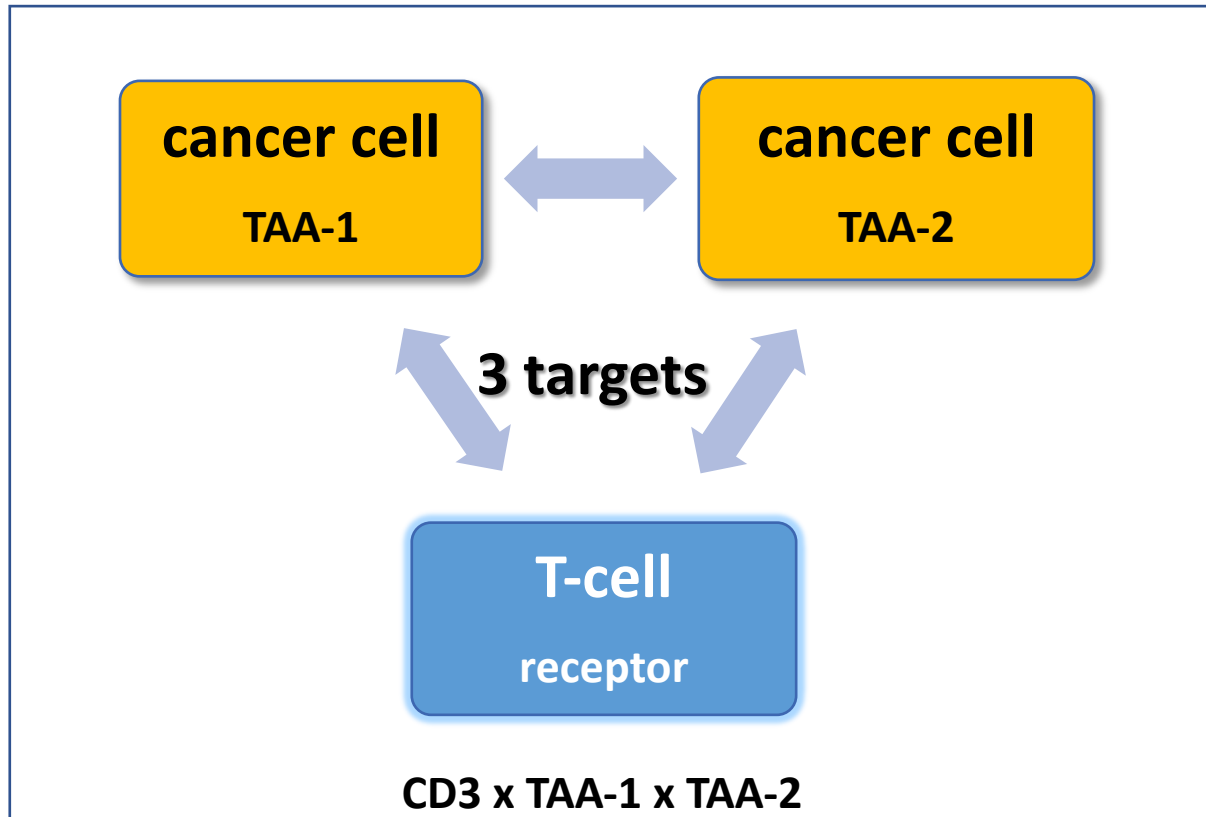 cancer cell
TAA-1
cancer cell
TAA-2
3 targets
T-cell
receptor
CD3 x TAA-1 x TAA-2